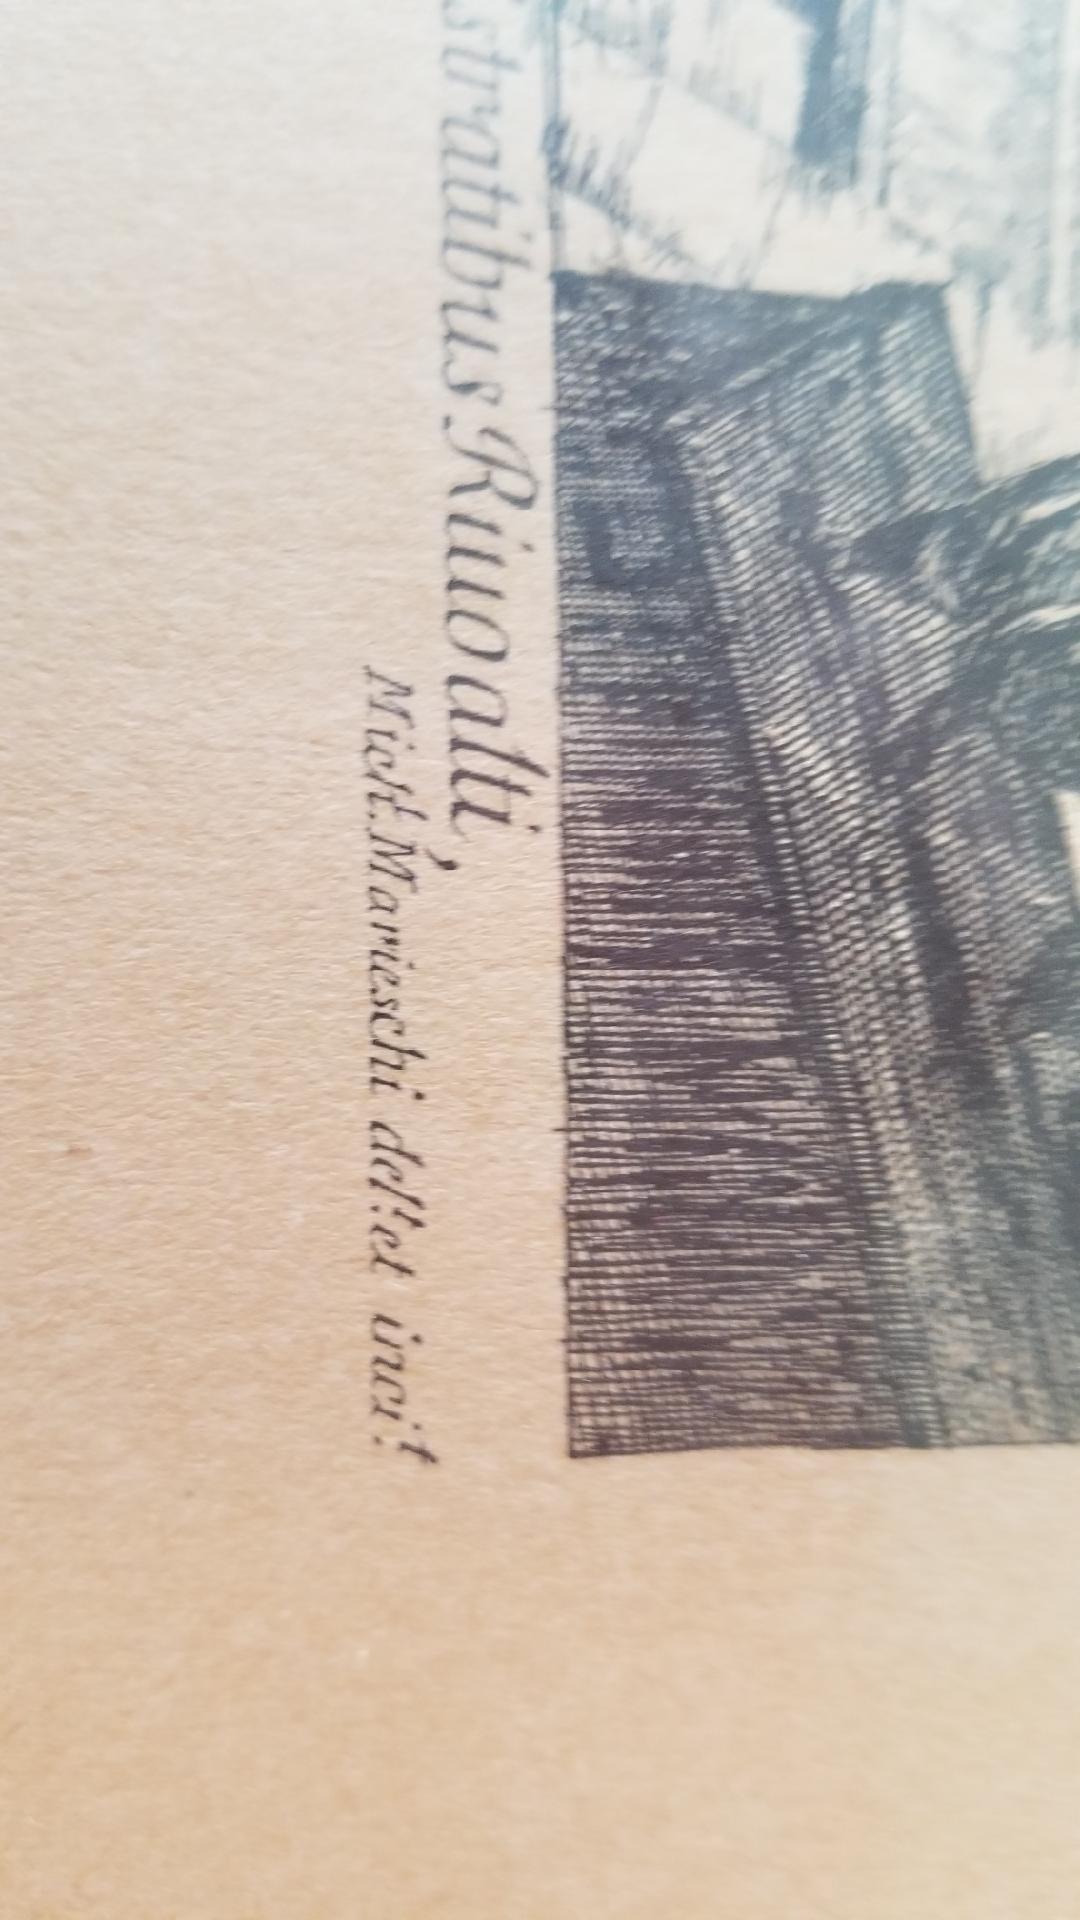 stratibus Riuoalti,
Mich. Marieschi del: et inci:t